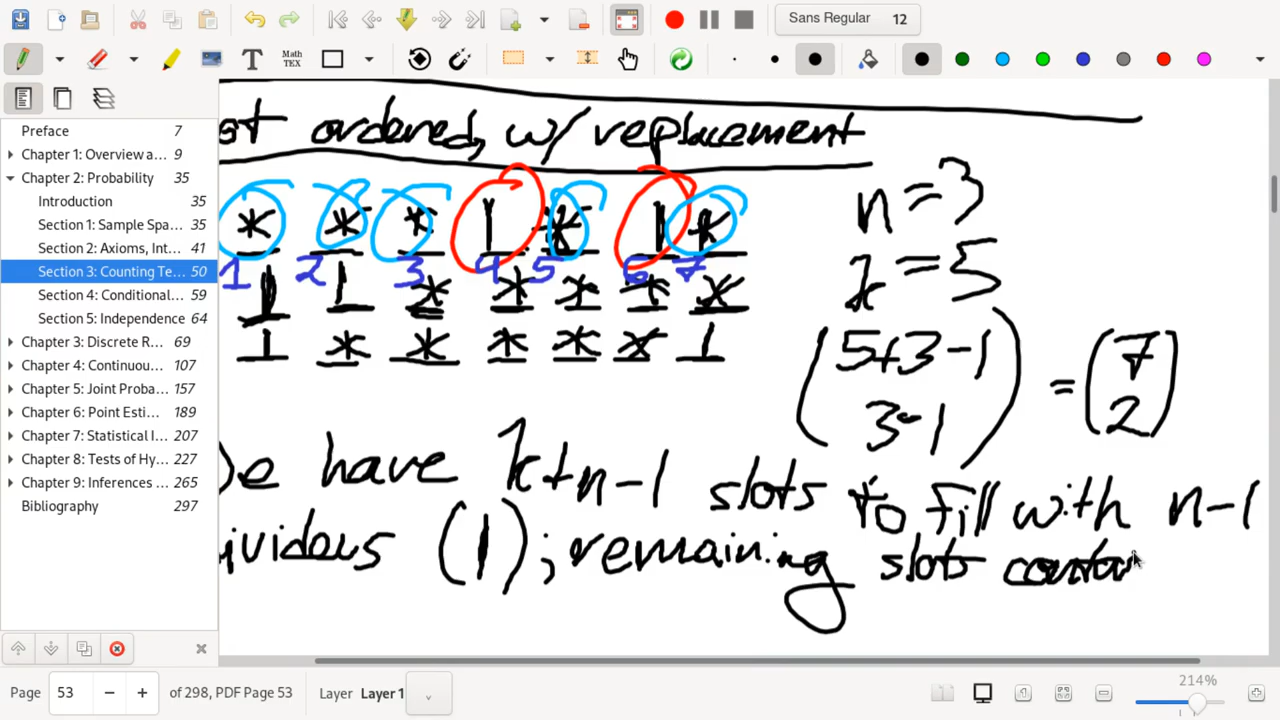 Sans Regular 12
T Math TEX
Preface 7
Chapter 1: Overview a... 9
Chapter 2: Probability 35
Introduction 35
Section 1: Sample Spa... 35
Section 2: Axioms, Int... 41
Section 3: Counting Te... 50
Section 4: Conditional... 59
Section 5: Independence 64
Chapter 3: Discrete R... 69
Chapter 4: Continuou... 107
Chapter 5: Joint Proba... 157
Chapter 6: Point Esti... 189
Chapter 7: Statistical I... 207
Chapter 8: Tests of Hy... 227
Chapter 9: Inferences ... 265
Bibliography 297
ot ordered, w/ replacement
* * * | * | *
1 2 3 4 5 6 7
| | * * * * *
| * * * * * |
n = 3
k = 5
(5+3-1
3-1) = (7
2)
We have k+n-1 slots to fill with n-1
ividers (|); remaining slots contai
Page 53 of 298, PDF Page 53 Layer Layer 1 214%